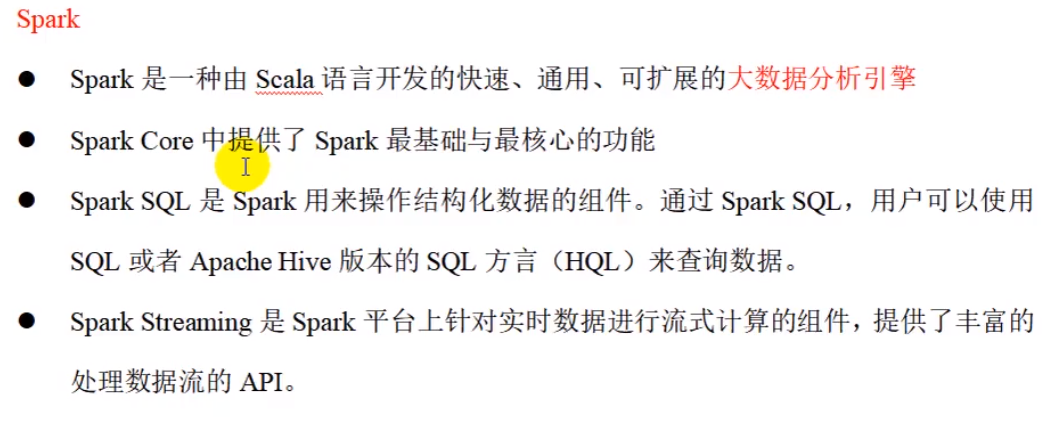 Spark
● Spark 是一种由 Scala 语言开发的快速、通用、可扩展的大数据分析引擎
● Spark Core 中提供了 Spark 最基础与最核心的功能
● Spark SQL 是 Spark 用来操作结构化数据的组件。通过 Spark SQL，用户可以使用
SQL 或者 Apache Hive 版本的 SQL 方言（HQL）来查询数据。
● Spark Streaming 是 Spark 平台上针对实时数据进行流式计算的组件，提供了丰富的
处理数据流的 API。